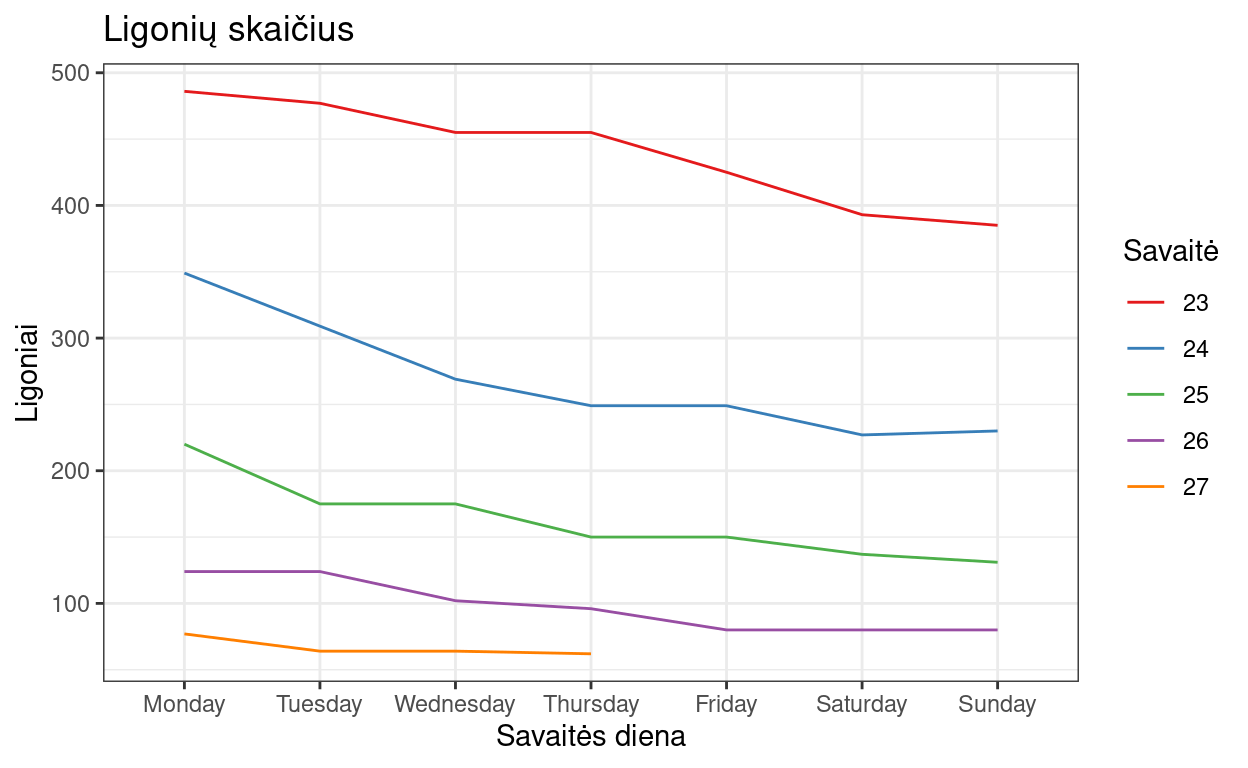 Ligonių skaičius
500
400
300
200
100
Ligoniai
Monday Tuesday Wednesday Thursday Friday Saturday Sunday
Savaitės diena
Savaitė
23
24
25
26
27